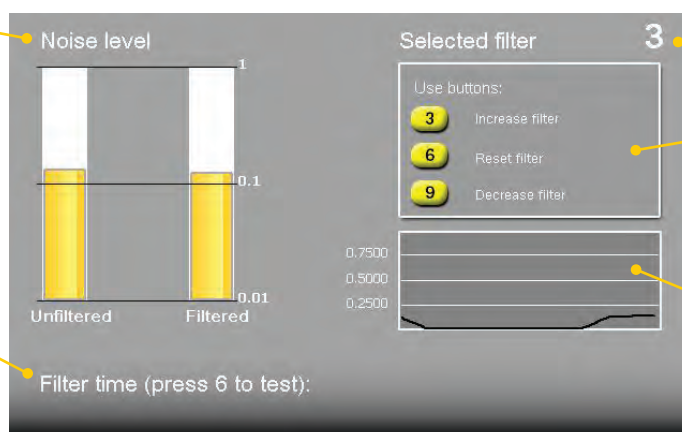 Noise level
1
0.1
0.01
Unfiltered
Filtered
Selected filter
3
Use buttons:
3 Increase filter
6 Reset filter
9 Decrease filter
0.7500
0.5000
0.2500
Filter time (press 6 to test):